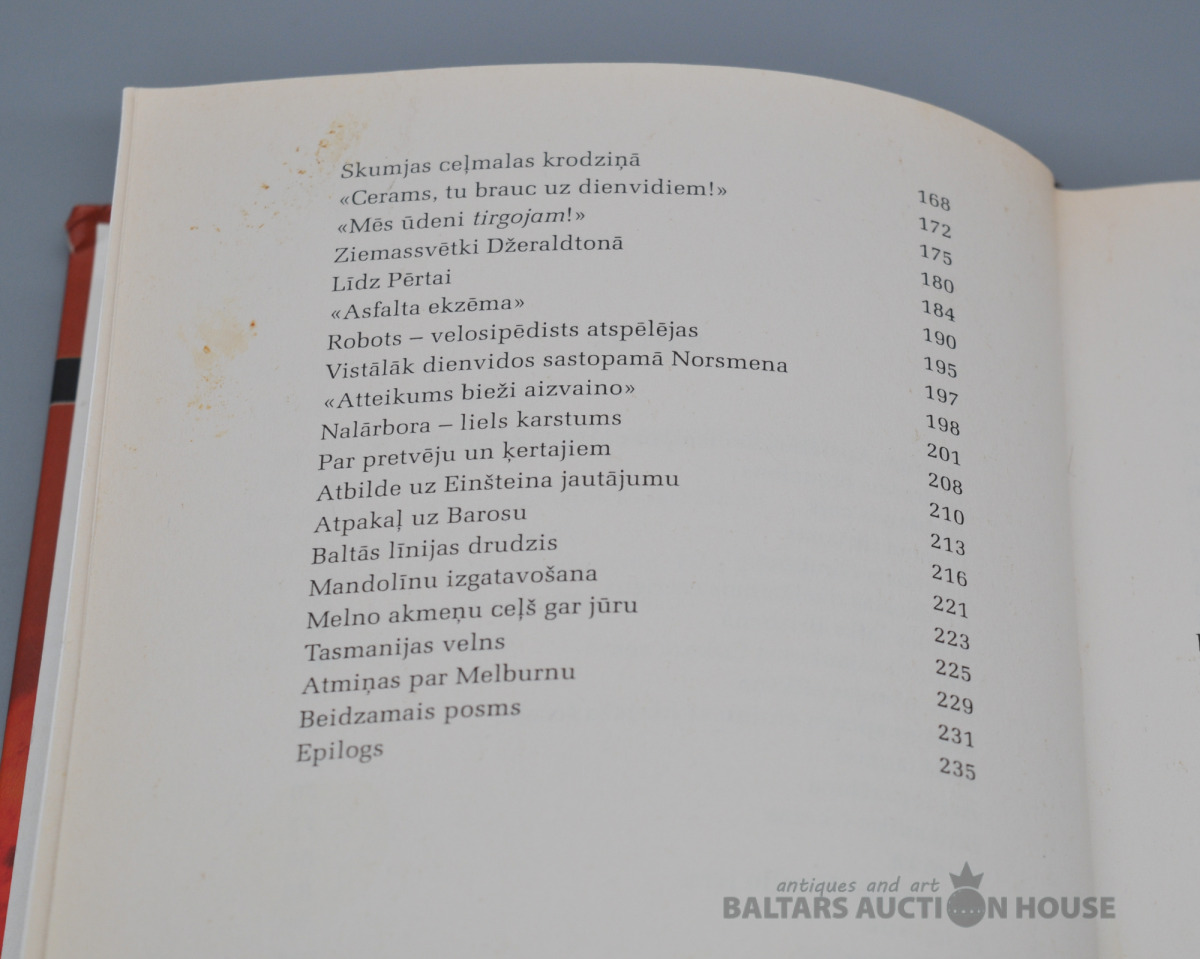 Skumjas ceļmalas krodziņā 168
«Cerams, tu brauc uz dienvidiem!» 172
«Mēs ūdeni tirgojam!» 175
Ziemassvētki Džeraldtonā 180
Līdz Pērtai 184
«Asfalta ekzēma» 190
Robots – velosipēdists atspēlējas 195
Vistālāk dienvidos sastopamā Norsmena 197
«Atteikums bieži aizvaino» 198
Nalārbora – liels karstums 201
Par pretvēju un ķertajiem 208
Atbilde uz Einšteina jautājumu 210
Atpakaļ uz Barosu 213
Baltās līnijas drudzis 216
Mandolīnu izgatavošana 221
Melno akmeņu ceļš gar jūru 223
Tasmanijas velns 225
Atmiņas par Melburnu 229
Beidzamais posms 231
Epilogs 235
antiques and art
BALTARS AUCTION HOUSE